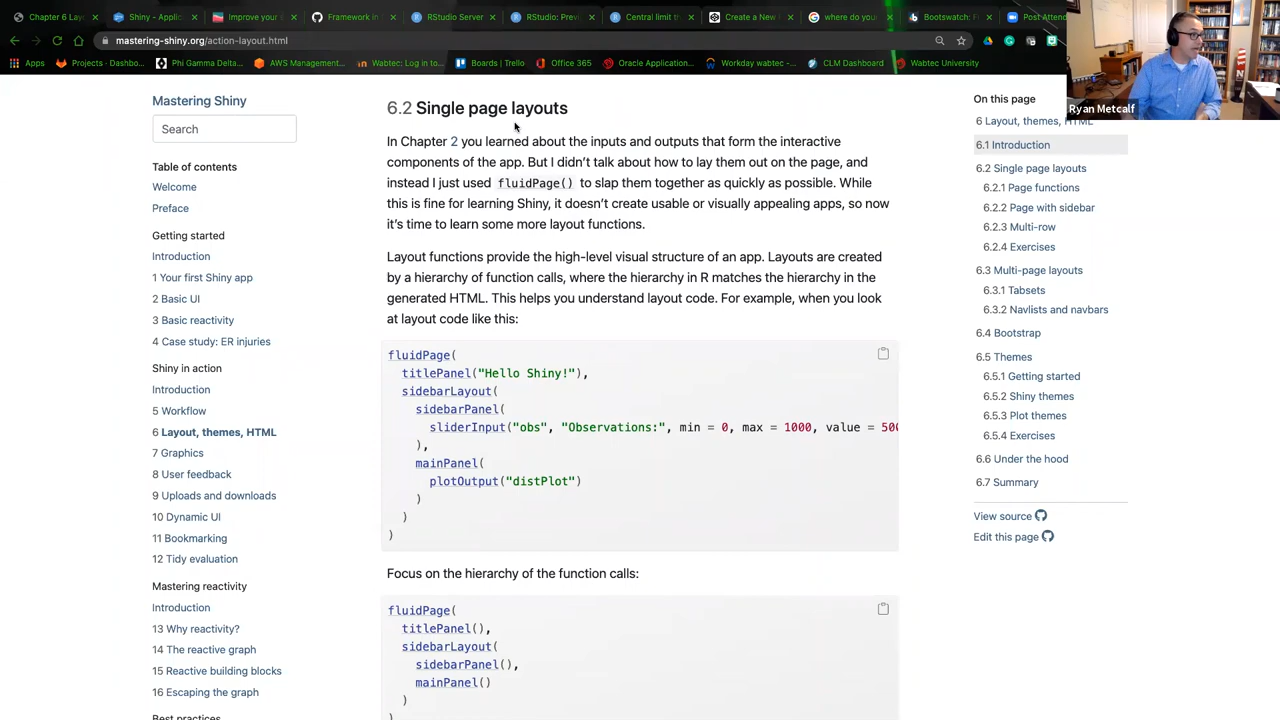 Chapter 6 Lay
Shiny - Applic
Improve your
Framework in
RStudio Server
RStudio: Prev
Central limit th
Create a New
where do you
Bootswatch: F
Post Attend
mastering-shiny.org/action-layout.html
Apps
Projects · Dashbo...
Phi Gamma Delt...
AWS Management...
Wabtec: Log in to...
Boards | Trello
Office 365
Oracle Application...
Workday wabtec -...
CLM Dashboard
Wabtec University
Ryan Metcalf
Mastering Shiny
Search
Table of contents
Welcome
Preface
Getting started
Introduction
1 Your first Shiny app
2 Basic UI
3 Basic reactivity
4 Case study: ER injuries
Shiny in action
Introduction
5 Workflow
6 Layout, themes, HTML
7 Graphics
8 User feedback
9 Uploads and downloads
10 Dynamic UI
11 Bookmarking
12 Tidy evaluation
Mastering reactivity
Introduction
13 Why reactivity?
14 The reactive graph
15 Reactive building blocks
16 Escaping the graph
Best practices
6.2 Single page layouts
In Chapter 2 you learned about the inputs and outputs that form the interactive
components of the app. But I didn't talk about how to lay them out on the page, and
instead I just used fluidPage() to slap them together as quickly as possible. While
this is fine for learning Shiny, it doesn't create usable or visually appealing apps, so now
it's time to learn some more layout functions.
Layout functions provide the high-level visual structure of an app. Layouts are created
by a hierarchy of function calls, where the hierarchy in R matches the hierarchy in the
generated HTML. This helps you understand layout code. For example, when you look
at layout code like this:
fluidPage(
titlePanel("Hello Shiny!"),
sidebarLayout(
sidebarPanel(
sliderInput("obs", "Observations:", min = 0, max = 1000, value = 500
),
mainPanel(
plotOutput("distPlot")
)
)
)
Focus on the hierarchy of the function calls:
fluidPage(
titlePanel(),
sidebarLayout(
sidebarPanel(),
mainPanel()
)
)
On this page
6 Layout, themes, HTML
6.1 Introduction
6.2 Single page layouts
6.2.1 Page functions
6.2.2 Page with sidebar
6.2.3 Multi-row
6.2.4 Exercises
6.3 Multi-page layouts
6.3.1 Tabsets
6.3.2 Navlists and navbars
6.4 Bootstrap
6.5 Themes
6.5.1 Getting started
6.5.2 Shiny themes
6.5.3 Plot themes
6.5.4 Exercises
6.6 Under the hood
6.7 Summary
View source
Edit this page